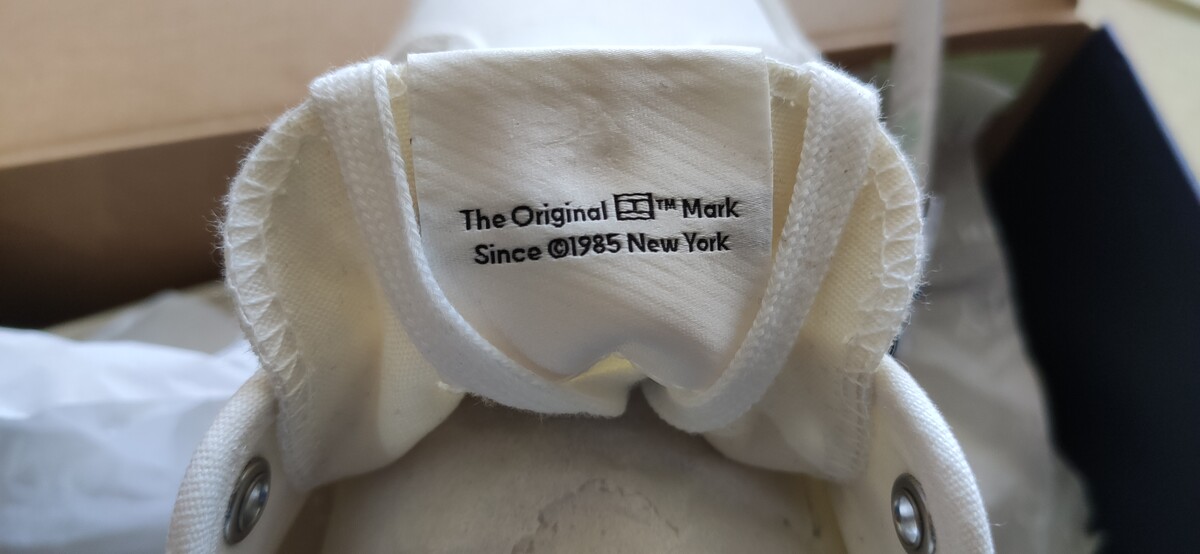 The Original ™ Mark
Since ©1985 New York